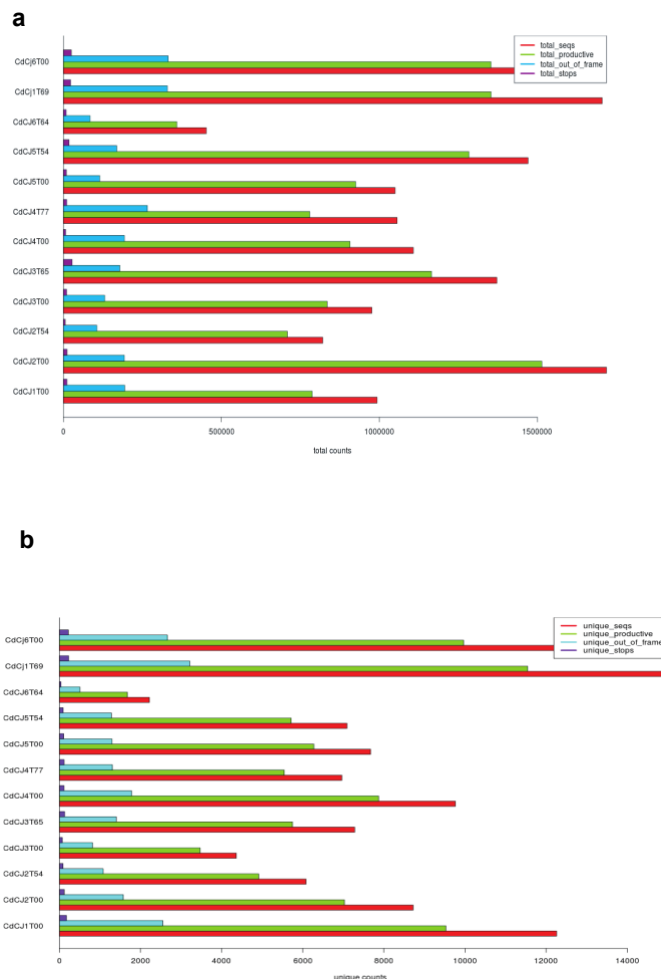 a
total_seqs
total_productive
total_out_of_frame
total_stops
CdCj6T00
CdCj1T69
CdCJ6T64
CdCJ5T54
CdCJ5T00
CdCJ4T77
CdCJ4T00
CdCJ3T65
CdCJ3T00
CdCJ2T54
CdCJ2T00
CdCJ1T00
0 500000 1000000 1500000
total counts
b
unique_seqs
unique_productive
unique_out_of_frame
unique_stops
CdCj6T00
CdCj1T69
CdCJ6T64
CdCJ5T54
CdCJ5T00
CdCJ4T77
CdCJ4T00
CdCJ3T65
CdCJ3T00
CdCJ2T54
CdCJ2T00
CdCJ1T00
0 2000 4000 6000 8000 10000 12000 14000
unique counts